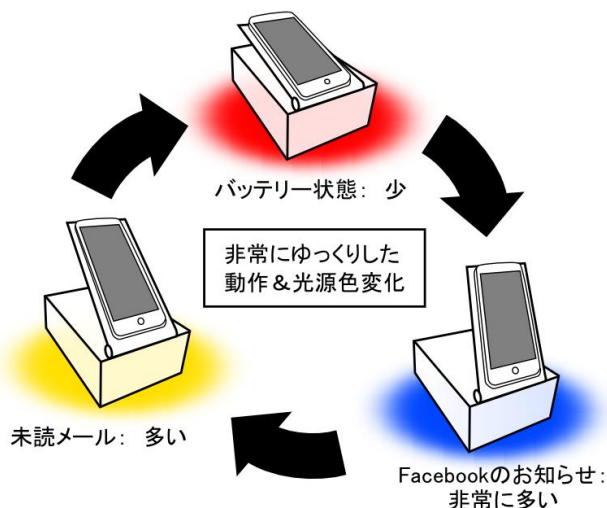 バッテリー状態： 少
非常にゆっくりした
動作＆光源色変化
未読メール： 多い
Facebookのお知らせ：
非常に多い